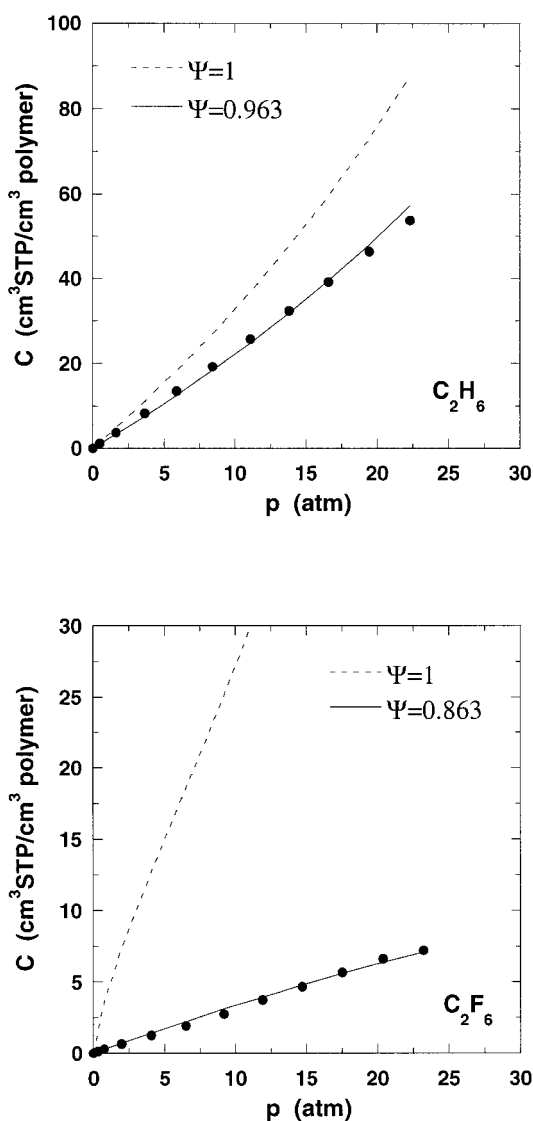 100
80
60
40
20
0
C (cm³STP/cm³ polymer)
Ψ=1
Ψ=0.963
C₂H₆
0 5 10 15 20 25 30
p (atm)
30
25
20
15
10
5
0
C (cm³STP/cm³ polymer)
Ψ=1
Ψ=0.863
C₂F₆
0 5 10 15 20 25 30
p (atm)